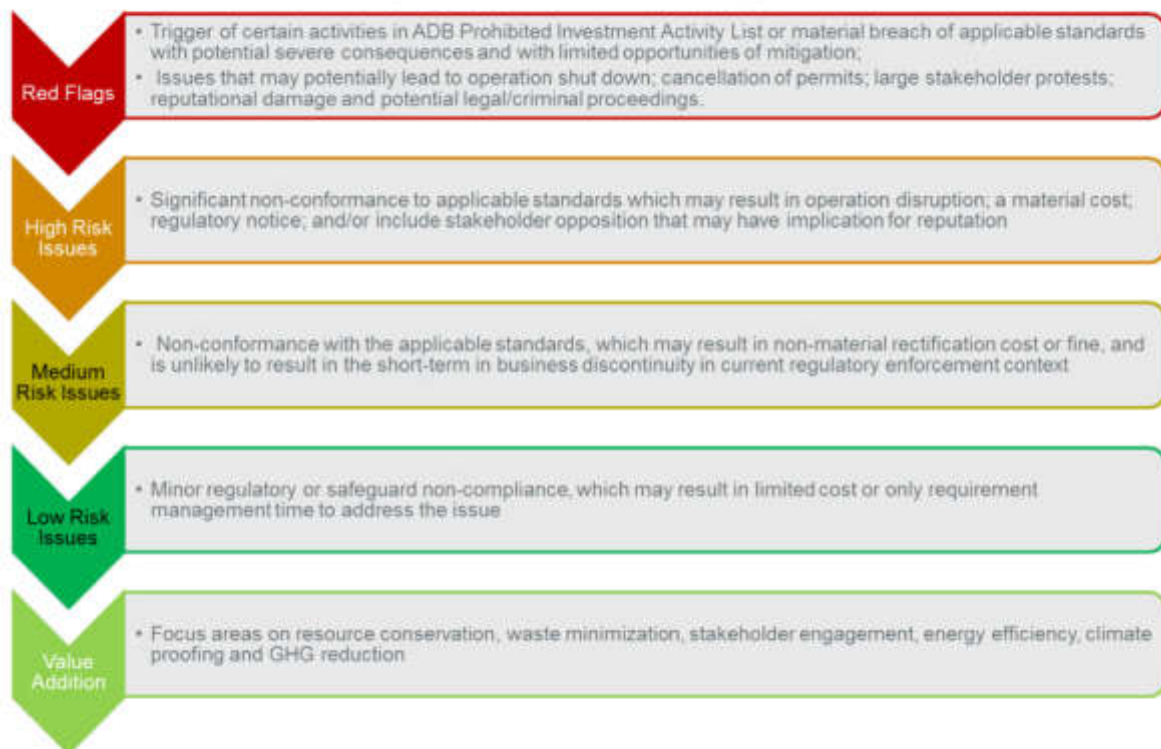 Red Flags
• Trigger of certain activities in ADB Prohibited Investment Activity List or material breach of applicable standards
with potential severe consequences and with limited opportunities of mitigation;
• Issues that may potentially lead to operation shut down; cancellation of permits; large stakeholder protests;
reputational damage and potential legal/criminal proceedings.
High Risk
Issues
• Significant non-conformance to applicable standards which may result in operation disruption; a material cost;
regulatory notice; and/or include stakeholder opposition that may have implication for reputation
Medium
Risk Issues
• Non-conformance with the applicable standards, which may result in non-material rectification cost or fine, and
is unlikely to result in the short-term in business discontinuity in current regulatory enforcement context
Low Risk
Issues
• Minor regulatory or safeguard non-compliance, which may result in limited cost or only requirement
management time to address the issue
Value
Addition
• Focus areas on resource conservation, waste minimization, stakeholder engagement, energy efficiency, climate
proofing and GHG reduction